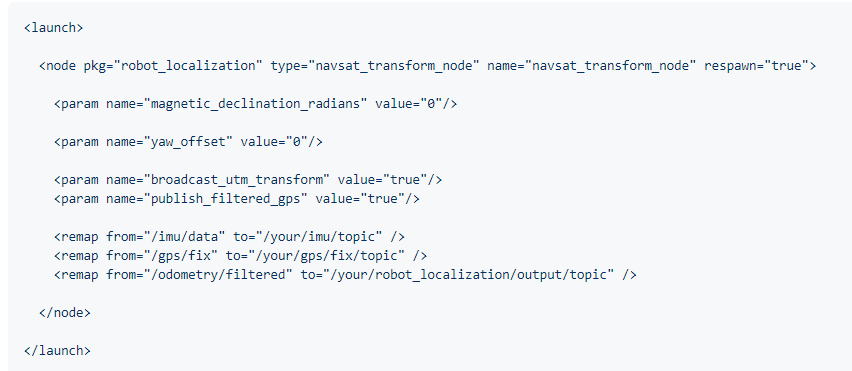 <launch>
<node pkg="robot_localization" type="navsat_transform_node" name="navsat_transform_node" respawn="true">
<param name="magnetic_declination_radians" value="0"/>
<param name="yaw_offset" value="0"/>
<param name="broadcast_utm_transform" value="true"/>
<param name="publish_filtered_gps" value="true"/>
<remap from="/imu/data" to="/your/imu/topic" />
<remap from="/gps/fix" to="/your/gps/fix/topic" />
<remap from="/odometry/filtered" to="/your/robot_localization/output/topic" />
</node>
</launch>